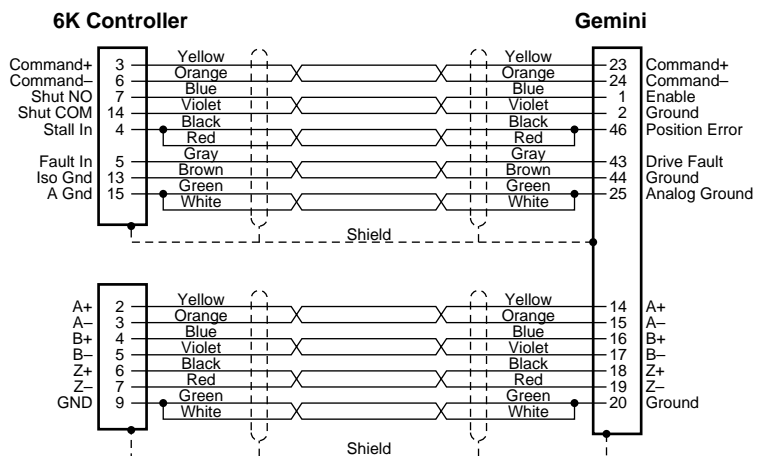 6K Controller Gemini
Command+ 3 Yellow Yellow 23 Command+
Command– 6 Orange Orange 24 Command–
Shut NO 7 Blue Blue 1 Enable
Shut COM 14 Violet Violet 2 Ground
Stall In 4 Black Black 46 Position Error
Red Red
Fault In 5 Gray Gray 43 Drive Fault
Iso Gnd 13 Brown Brown 44 Ground
A Gnd 15 Green Green 25 Analog Ground
White White
Shield
A+ 2 Yellow Yellow 14 A+
A– 3 Orange Orange 15 A–
B+ 4 Blue Blue 16 B+
B– 5 Violet Violet 17 B–
Z+ 6 Black Black 18 Z+
Z– 7 Red Red 19 Z–
GND 9 Green Green 20 Ground
White White
Shield